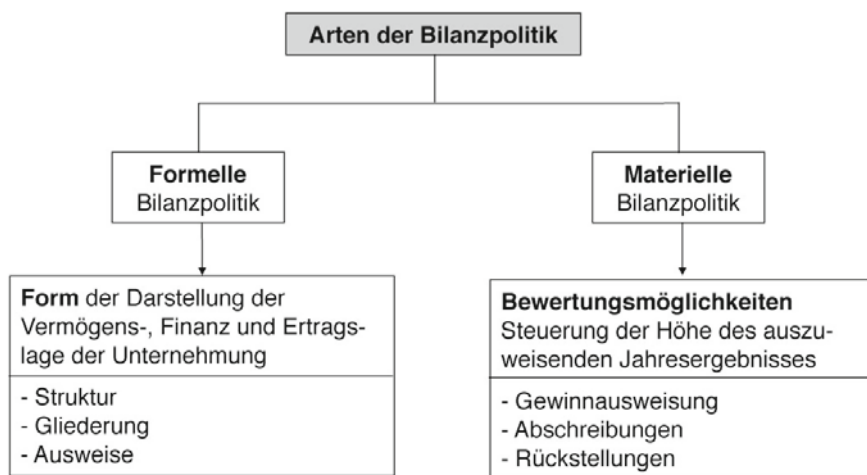 Arten der Bilanzpolitik
Formelle
Bilanzpolitik
Materielle
Bilanzpolitik
Form der Darstellung der
Vermögens-, Finanz und Ertrags-
lage der Unternehmung
- Struktur
- Gliederung
- Ausweise
Bewertungsmöglichkeiten
Steuerung der Höhe des auszu-
weisenden Jahresergebnisses
- Gewinnausweisung
- Abschreibungen
- Rückstellungen